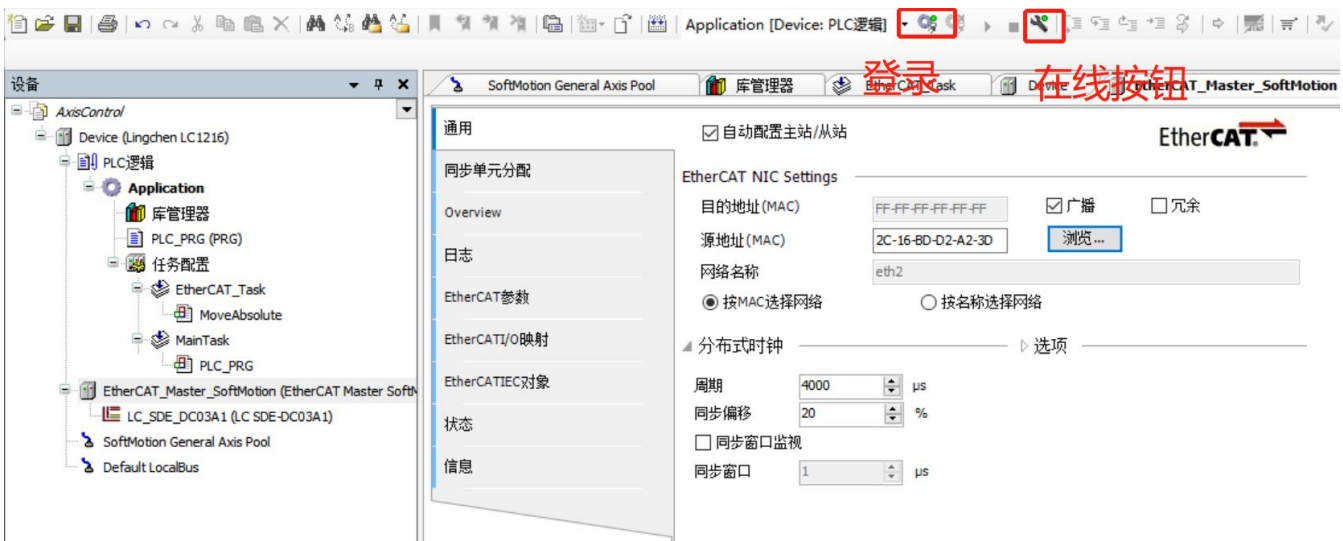 Application [Device: PLC逻辑]
登录
在线按钮
设备
AxisControl
Device (Lingchen LC1216)
PLC逻辑
Application
库管理器
PLC_PRG (PRG)
任务配置
EtherCAT_Task
MoveAbsolute
MainTask
PLC_PRG
EtherCAT_Master_SoftMotion (EtherCAT Master SoftM
LC_SDE_DC03A1 (LC SDE-DC03A1)
SoftMotion General Axis Pool
Default LocalBus
SoftMotion General Axis Pool
库管理器
EtherCAT_Task
Device
EtherCAT_Master_SoftMotion
通用
同步单元分配
Overview
日志
EtherCAT参数
EtherCATI/O映射
EtherCATIEC对象
状态
信息
自动配置主站/从站
EtherCAT.
EtherCAT NIC Settings
目的地址(MAC) FF-FF-FF-FF-FF-FF 广播 冗余
源地址(MAC) 2C-16-BD-D2-A2-3D 浏览...
网络名称 eth2
按MAC选择网络 按名称选择网络
分布式时钟 选项
周期 4000 µs
同步偏移 20 %
同步窗口监视
同步窗口 1 µs